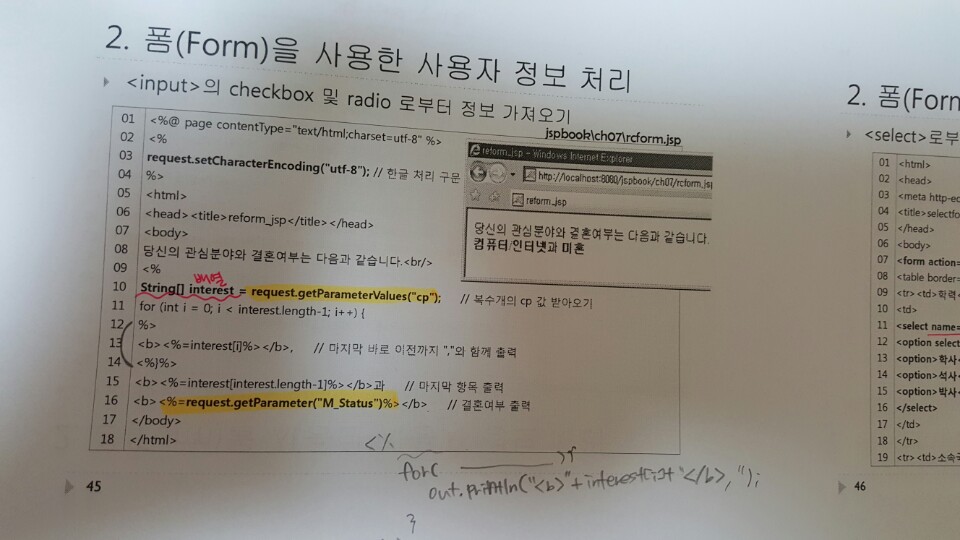 2. 폼(Form)을 사용한 사용자 정보 처리
<input>의 checkbox 및 radio 로부터 정보 가져오기
jspbook\ch07\rcform.jsp
01 <%@ page contentType="text/html;charset=utf-8" %>
02 <%
03 request.setCharacterEncoding("utf-8"); // 한글 처리 구문
04 %>
05 <html>
06 <head><title>reform_jsp</title></head>
07 <body>
08 당신의 관심분야와 결혼여부는 다음과 같습니다.<br/>
09 <%
배열
10 String[] interest = request.getParameterValues("cp"); // 복수개의 cp 값 받아오기
11 for (int i = 0; i < interest.length-1; i++) {
12 %>
13 <b><%=interest[i]%></b>, // 마지막 바로 이전까지 ","와 함께 출력
14 <%}%>
15 <b><%=interest[interest.length-1]%></b>과 // 마지막 항목 출력
16 <b><%=request.getParameter("M_Status")%></b> // 결혼여부 출력
17 </body>
18 </html>
reform_jsp - Windows Internet Explorer
http://localhost:8080/jspbook/ch07/rcform.jsp
reform_jsp
당신의 관심분야와 결혼여부는 다음과 같습니다.
컴퓨터/인터넷과 미혼
<%
for( ){
out.println("<b>"+interest[i]+"</b>,");
}
45
2. 폼(Form
<select>로부
01 <html>
02 <head>
03 <meta http-eq
04 <title>selectfo
05 </head>
06 <body>
07 <form action=
08 <table border=
09 <tr><td>학력<
10 <td>
11 <select name=
12 <option select
13 <option>학사<
14 <option>석사<
15 <option>박사<
16 </select>
17 </td>
18 </tr>
19 <tr><td>소속국
46